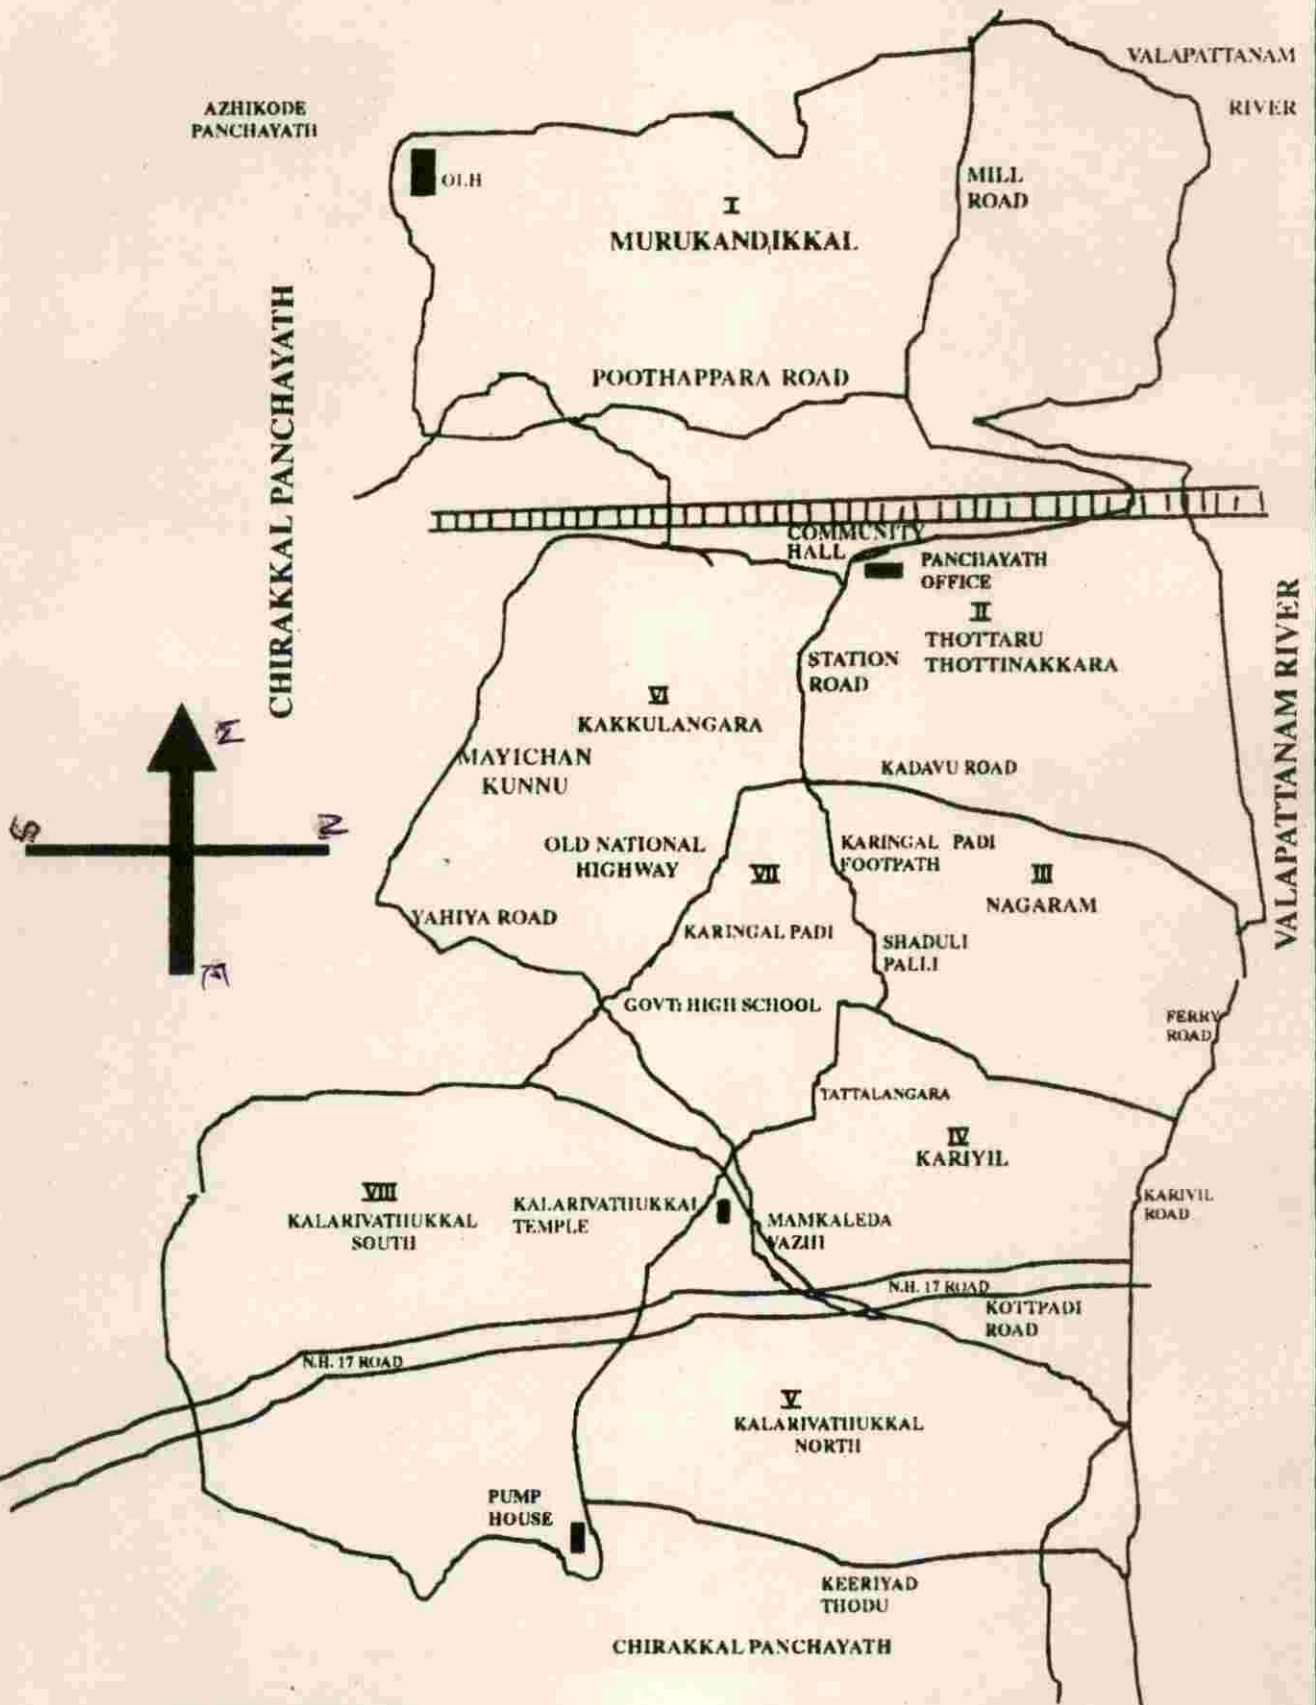 VALAPATTANAM
RIVER
AZHIKODE
PANCHAYATH
OLH
MILL
ROAD
I
MURUKANDIKKAL
CHIRAKKAL PANCHAYATH
POOTHAPPARA ROAD
COMMUNITY
HALL
PANCHAYATH
OFFICE
II
THOTTARU
THOTTINAKKARA
STATION
ROAD
VALAPATTANAM RIVER
VI
KAKKULANGARA
MAYICHAN
KUNNU
KADAVU ROAD
S
N
E
OLD NATIONAL
HIGHWAY
VII
KARINGAL PADI
FOOTPATH
III
NAGARAM
YAHIYA ROAD
KARINGAL PADI
SHADULI
PALLI
GOVT: HIGH SCHOOL
FERRY
ROAD
TATTALANGARA
IV
KARIYIL
VIII
KALARIVATHUKKAL
SOUTH
KALARIVATHUKKAL
TEMPLE
MAMKALEDA
VAZHI
KARIVIL
ROAD
N.H. 17 ROAD
KOTTPADI
ROAD
N.H. 17 ROAD
V
KALARIVATHUKKAL
NORTH
PUMP
HOUSE
KEERIYAD
THODU
CHIRAKKAL PANCHAYATH